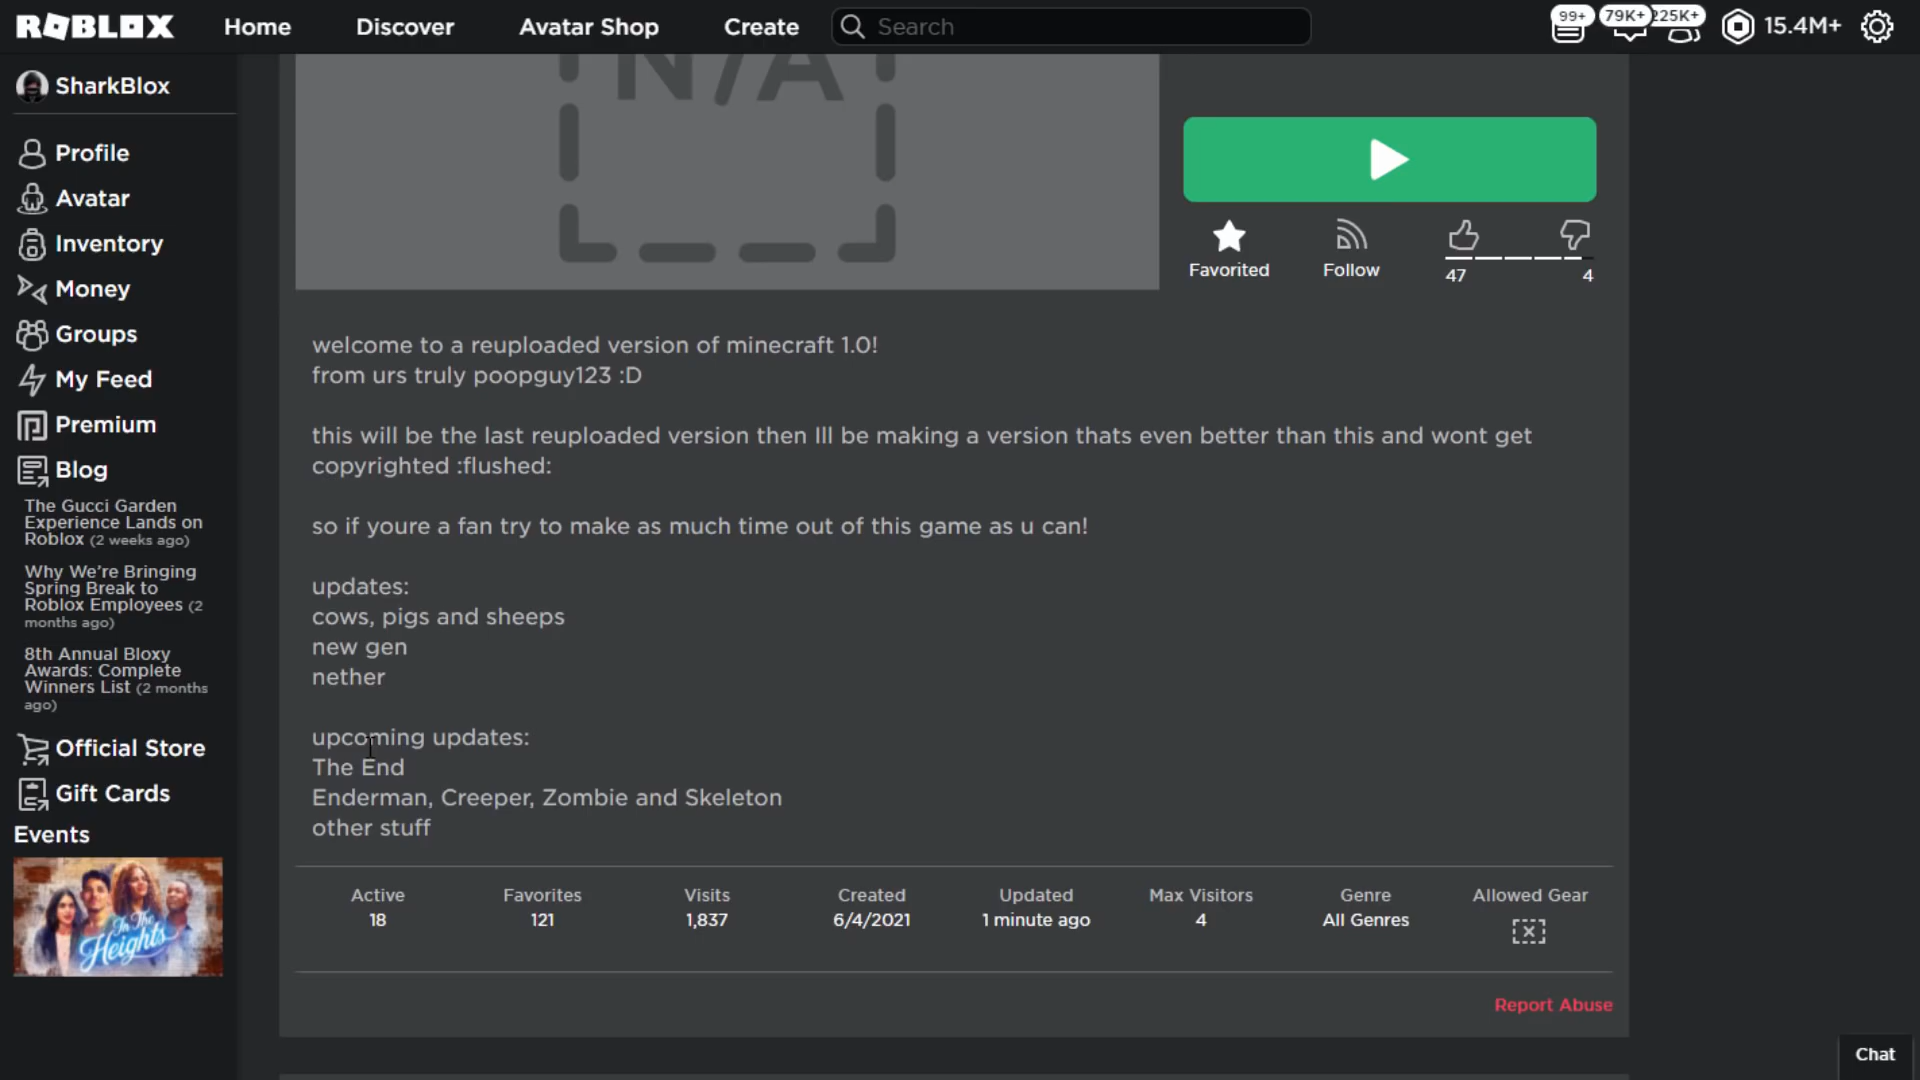 ROBLOX
Home
Discover
Avatar Shop
Create
Search
99+
79K+
225K+
15.4M+
SharkBlox
Profile
Avatar
Inventory
Money
Groups
My Feed
Premium
Blog
The Gucci Garden
Experience Lands on
Roblox (2 weeks ago)
Why We're Bringing
Spring Break to
Roblox Employees (2
months ago)
8th Annual Bloxy
Awards: Complete
Winners List (2 months
ago)
Official Store
Gift Cards
Events
In The
Heights
N/A
Favorited
Follow
47
4
welcome to a reuploaded version of minecraft 1.0!
from urs truly poopguy123 :D
this will be the last reuploaded version then Ill be making a version thats even better than this and wont get
copyrighted :flushed:
so if youre a fan try to make as much time out of this game as u can!
updates:
cows, pigs and sheeps
new gen
nether
upcoming updates:
The End
Enderman, Creeper, Zombie and Skeleton
other stuff
Active
18
Favorites
121
Visits
1,837
Created
6/4/2021
Updated
1 minute ago
Max Visitors
4
Genre
All Genres
Allowed Gear
Report Abuse
Chat